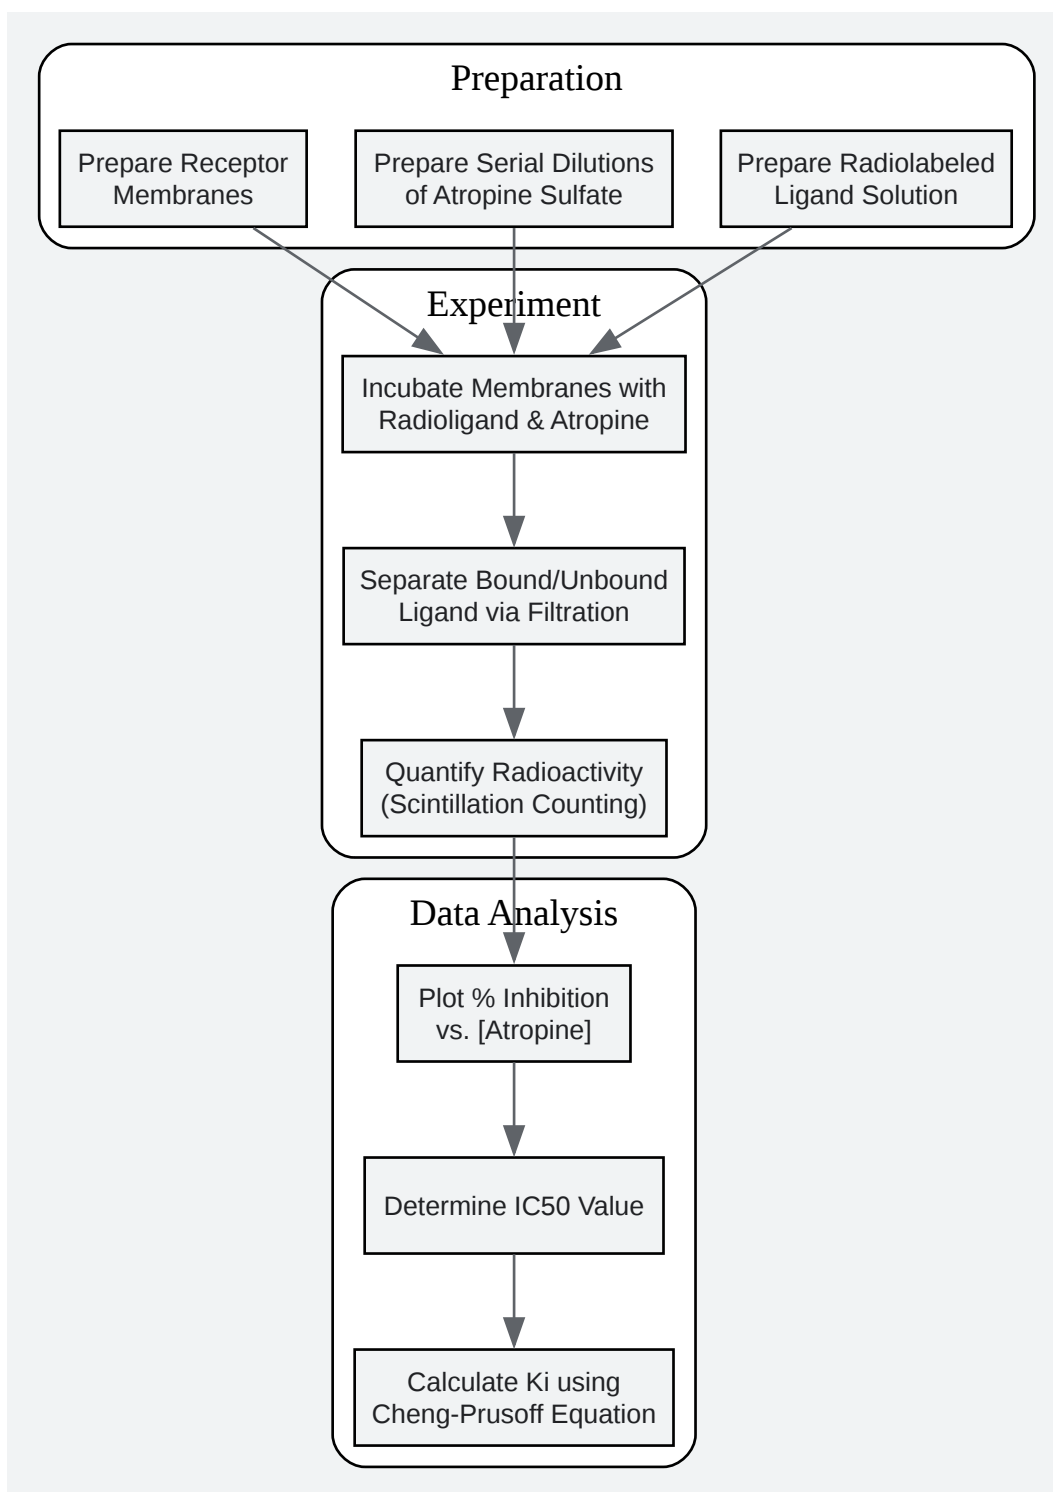 Preparation
Prepare Receptor
Membranes
Prepare Serial Dilutions
of Atropine Sulfate
Prepare Radiolabeled
Ligand Solution
Experiment
Incubate Membranes with
Radioligand & Atropine
Separate Bound/Unbound
Ligand via Filtration
Quantify Radioactivity
(Scintillation Counting)
Data Analysis
Plot % Inhibition
vs. [Atropine]
Determine IC50 Value
Calculate Ki using
Cheng-Prusoff Equation